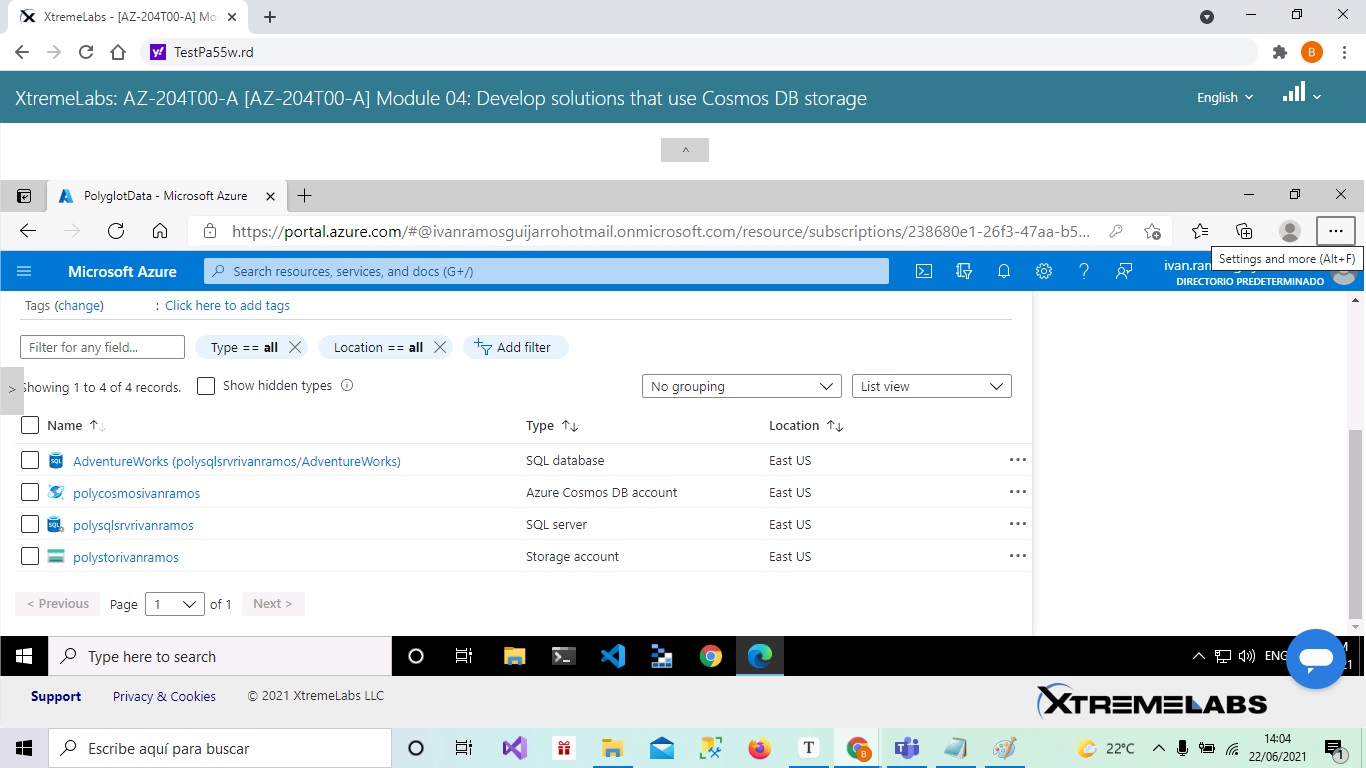 XtremeLabs - [AZ-204T00-A] Mo
TestPa55w.rd
B
XtremeLabs: AZ-204T00-A [AZ-204T00-A] Module 04: Develop solutions that use Cosmos DB storage
English
PolyglotData - Microsoft Azure
https://portal.azure.com/#@ivanramosguijarrohotmail.onmicrosoft.com/resource/subscriptions/238680e1-26f3-47aa-b5...
Settings and more (Alt+F)
Microsoft Azure
Search resources, services, and docs (G+/)
DIRECTORIO PREDETERMINADO
Tags (change) : Click here to add tags
Filter for any field...
Type == all
Location == all
Add filter
Showing 1 to 4 of 4 records.
Show hidden types
No grouping
List view
Name Type Location
AdventureWorks (polysqlsrvrivanramos/AdventureWorks) SQL database East US
polycosmosivanramos Azure Cosmos DB account East US
polysqlsrvrivanramos SQL server East US
polystorivanramos Storage account East US
< Previous Page 1 of 1 Next >
Type here to search
ENG
Support Privacy & Cookies © 2021 XtremeLabs LLC
XTREMELABS
Escribe aquí para buscar
22°C
14:04
22/06/2021
1